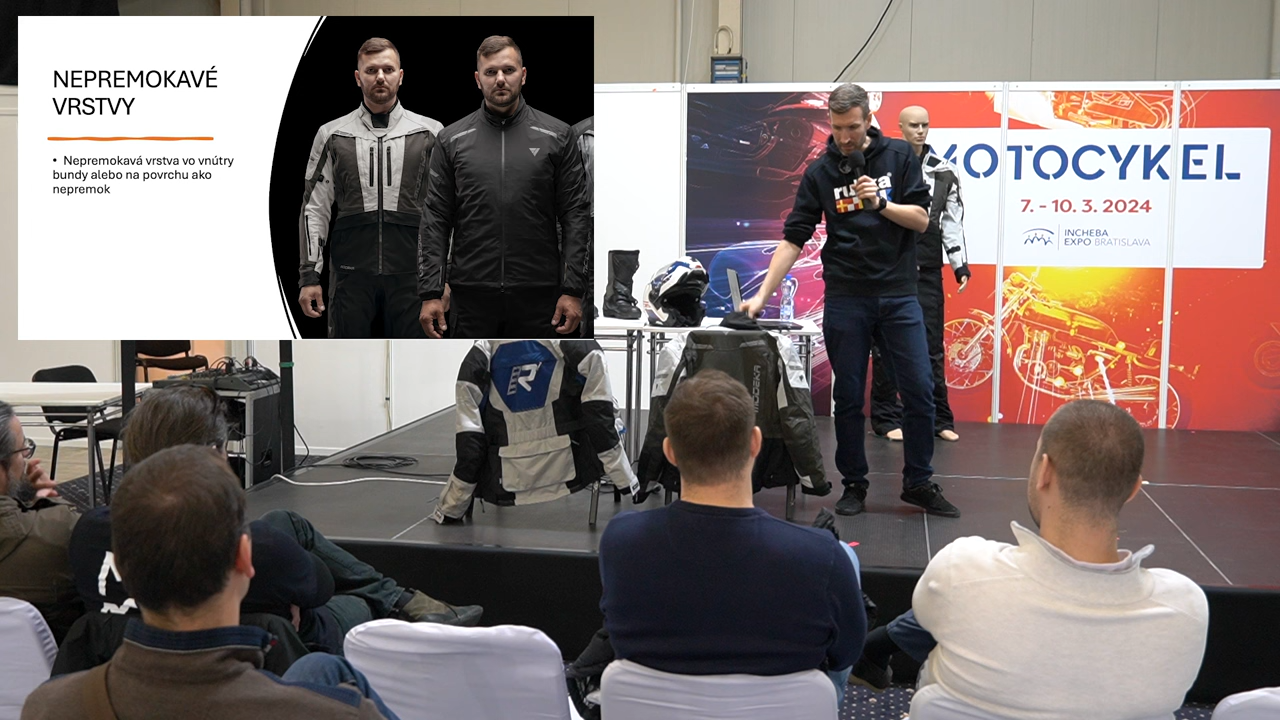 NEPREMOKAVÉ
VRSTVY
• Nepremokavá vrstva vo vnútry
bundy alebo na povrchu ako
nepremok
MOTOCYKEL
7. - 10. 3. 2024
INCHEBA
EXPO BRATISLAVA